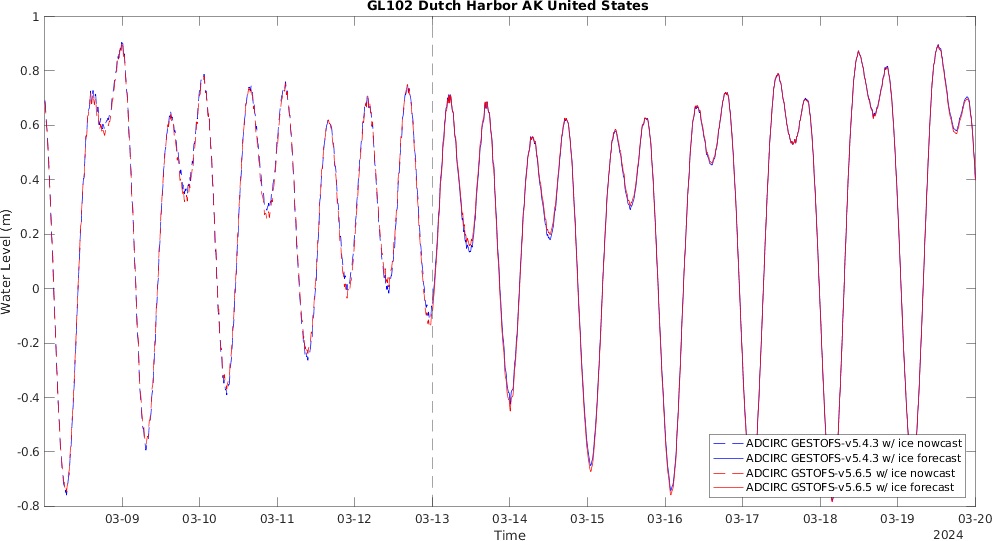 GL102 Dutch Harbor AK United States
1
0.8
0.6
0.4
0.2
0
-0.2
-0.4
-0.6
-0.8
Water Level (m)
ADCIRC GESTOFS-v5.4.3 w/ ice nowcast
ADCIRC GESTOFS-v5.4.3 w/ ice forecast
ADCIRC GSTOFS-v5.6.5 w/ ice nowcast
ADCIRC GSTOFS-v5.6.5 w/ ice forecast
03-09 03-10 03-11 03-12 03-13 03-14 03-15 03-16 03-17 03-18 03-19 03-20
Time
2024